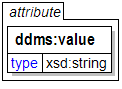 attribute
ddms:value
type xsd:string